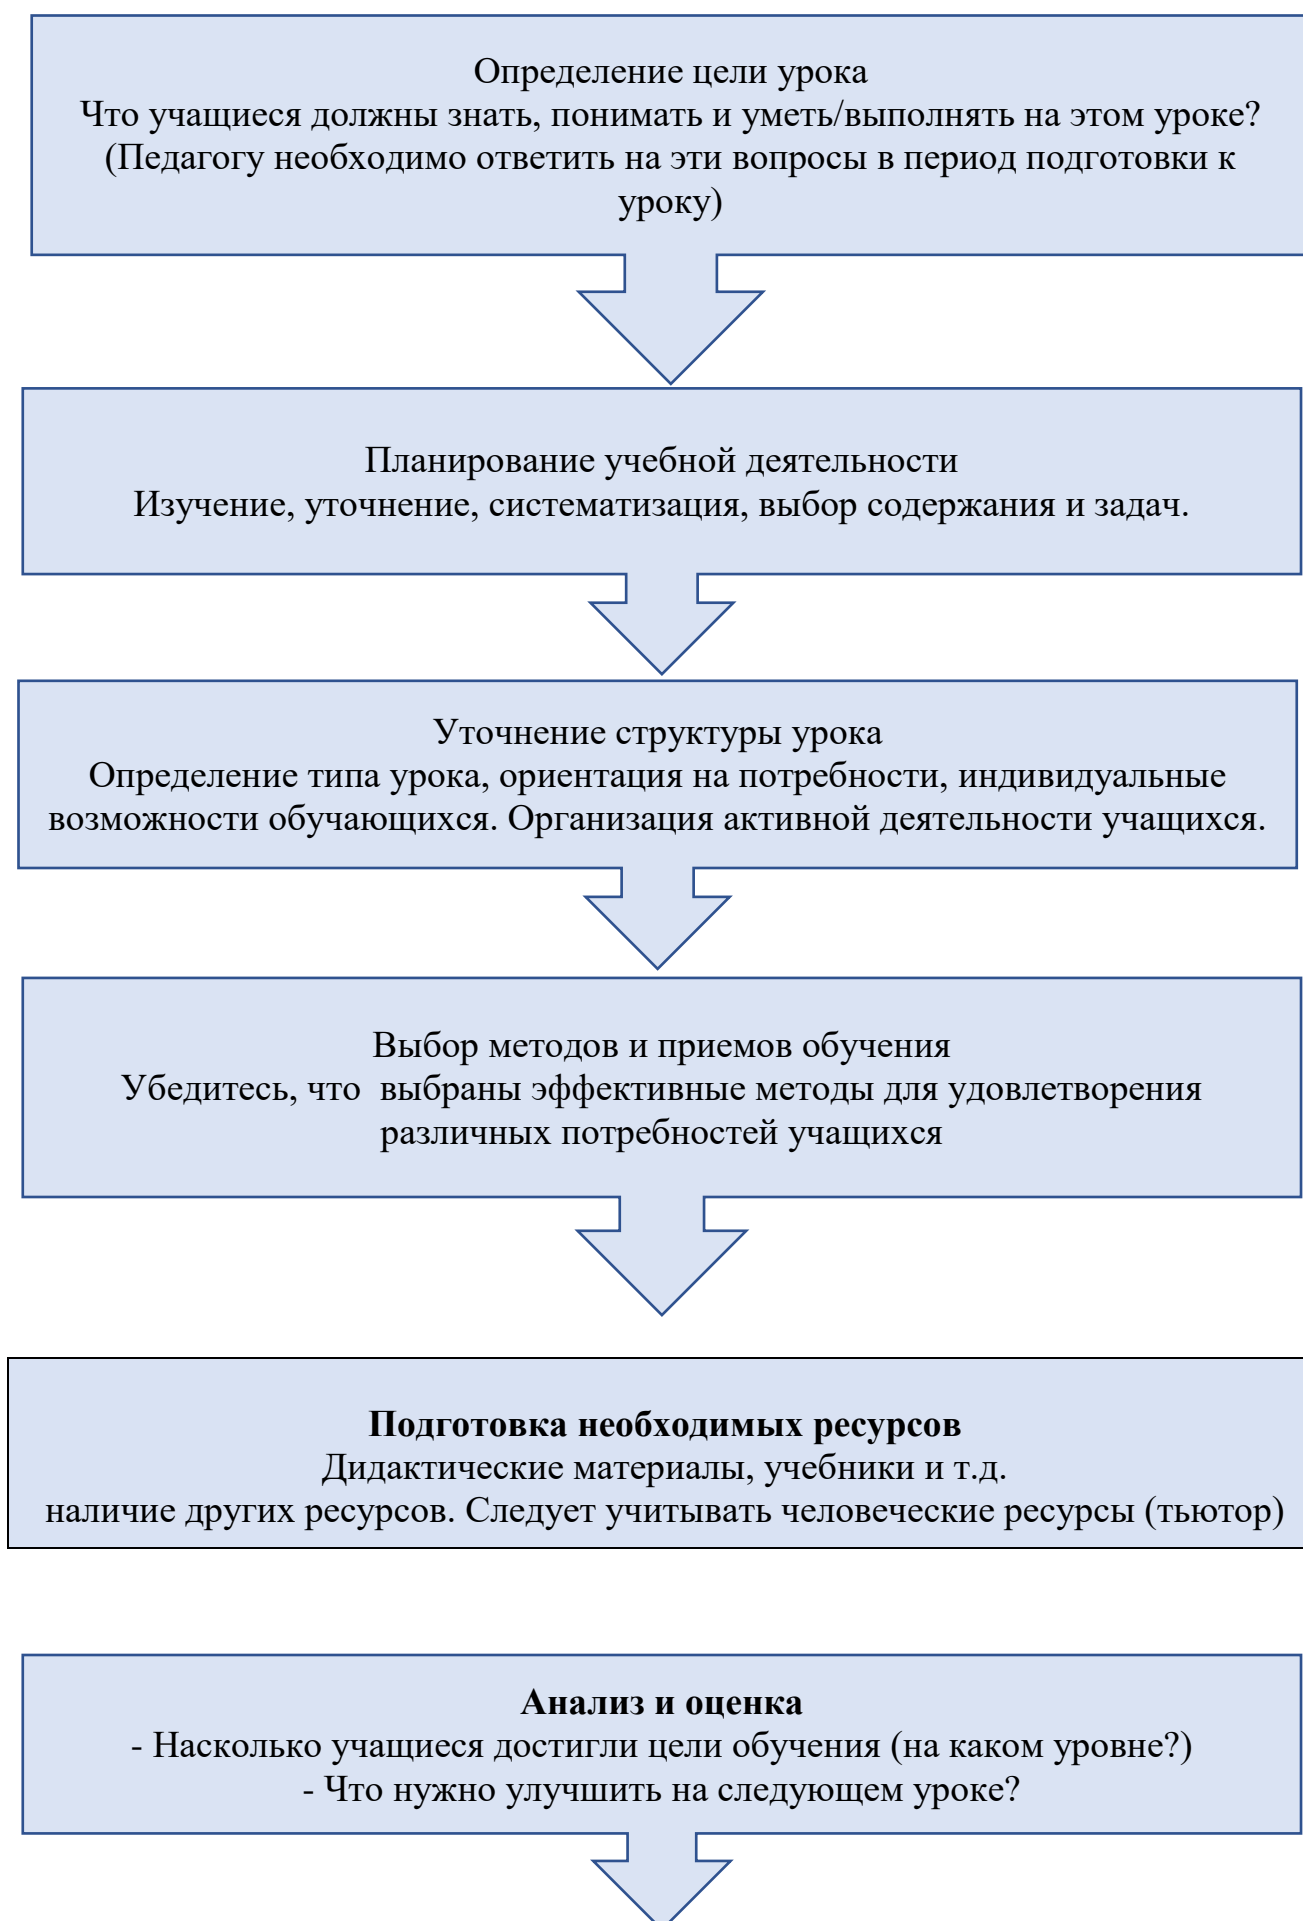 Определение цели урока
Что учащиеся должны знать, понимать и уметь/выполнять на этом уроке?
(Педагогу необходимо ответить на эти вопросы в период подготовки к
уроку)
Планирование учебной деятельности
Изучение, уточнение, систематизация, выбор содержания и задач.
Уточнение структуры урока
Определение типа урока, ориентация на потребности, индивидуальные
возможности обучающихся. Организация активной деятельности учащихся.
Выбор методов и приемов обучения
Убедитесь, что  выбраны эффективные методы для удовлетворения
различных потребностей учащихся
Подготовка необходимых ресурсов
Дидактические материалы, учебники и т.д.
наличие других ресурсов. Следует учитывать человеческие ресурсы (тьютор)
Анализ и оценка
- Насколько учащиеся достигли цели обучения (на каком уровне?)
- Что нужно улучшить на следующем уроке?